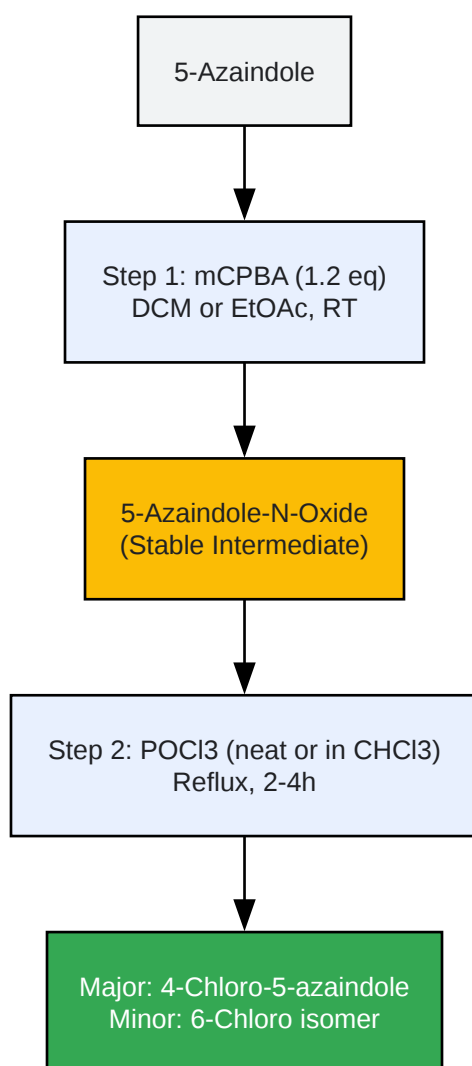 5-Azaindole
Step 1: mCPBA (1.2 eq)
DCM or EtOAc, RT
5-Azaindole-N-Oxide
(Stable Intermediate)
Step 2: POCl3 (neat or in CHCl3)
Reflux, 2-4h
Major: 4-Chloro-5-azaindole
Minor: 6-Chloro isomer